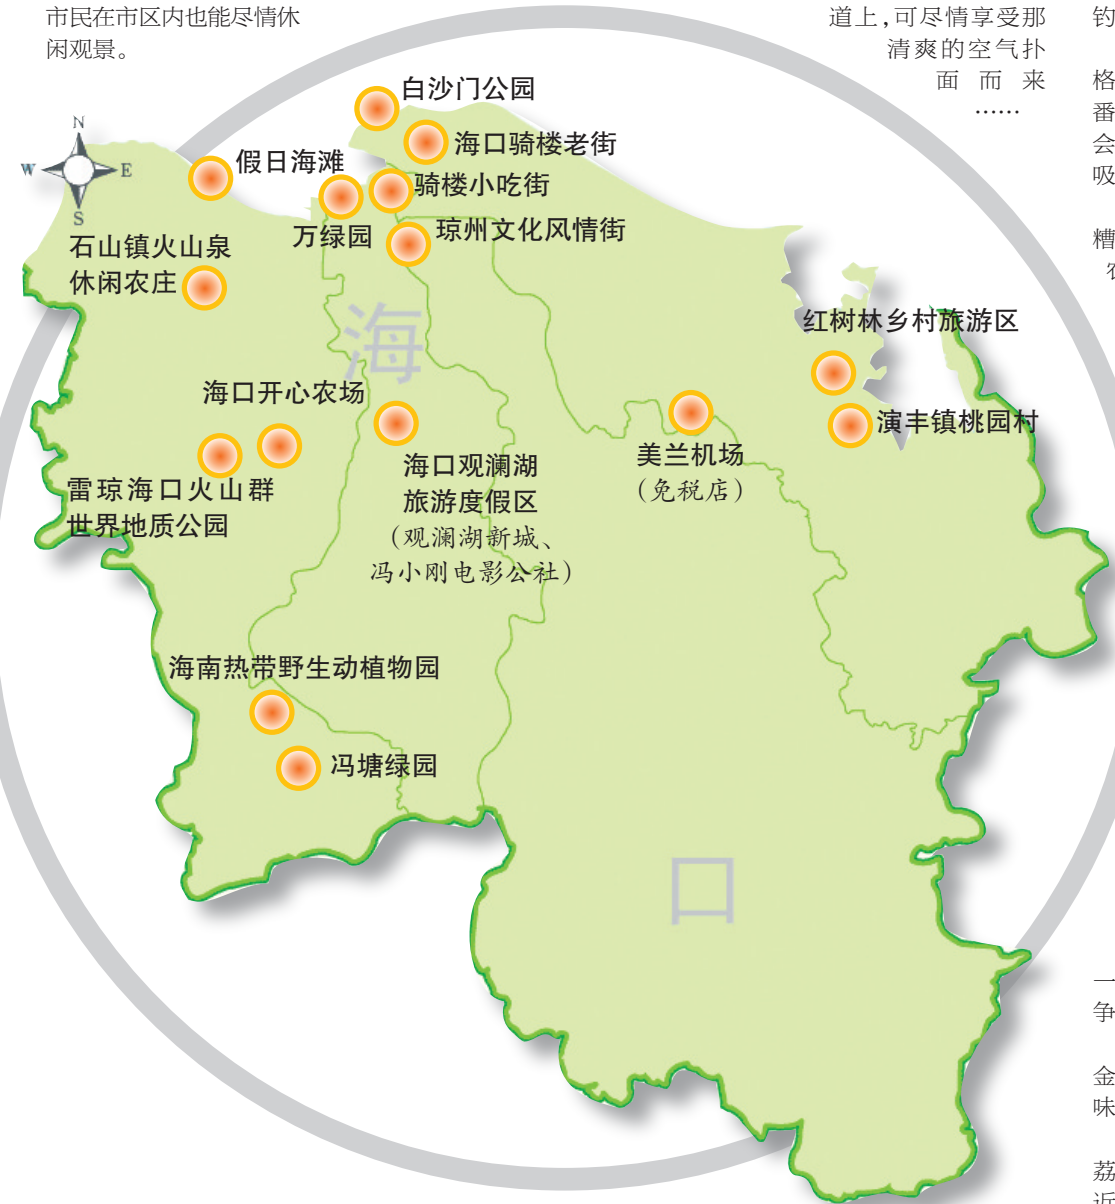 市民在市区内也能尽情休
闲观景。
道上,可尽情享受那
清爽的空气扑
面而来
……
钓
格
番
会
吸
糟
白沙门公园
海口骑楼老街
假日海滩
骑楼小吃街
万绿园
琼州文化风情街
N
W
E
S
石山镇火山泉
休闲农庄
海
红树林乡村旅游区
海口开心农场
演丰镇桃园村
美兰机场
(免税店)
海口观澜湖
旅游度假区
(观澜湖新城、
冯小刚电影公社)
雷琼海口火山群
世界地质公园
海南热带野生动植物园
冯塘绿园
口
一
争
金
味
荔